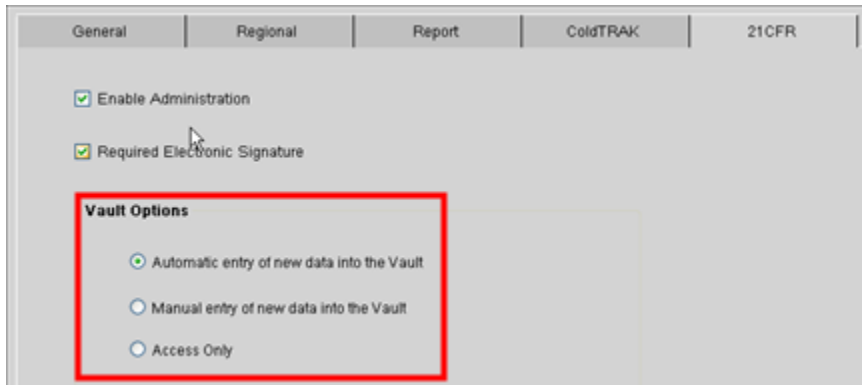 General Regional Report ColdTRAK 21CFR
Enable Administration
Required Electronic Signature
Vault Options
Automatic entry of new data into the Vault
Manual entry of new data into the Vault
Access Only